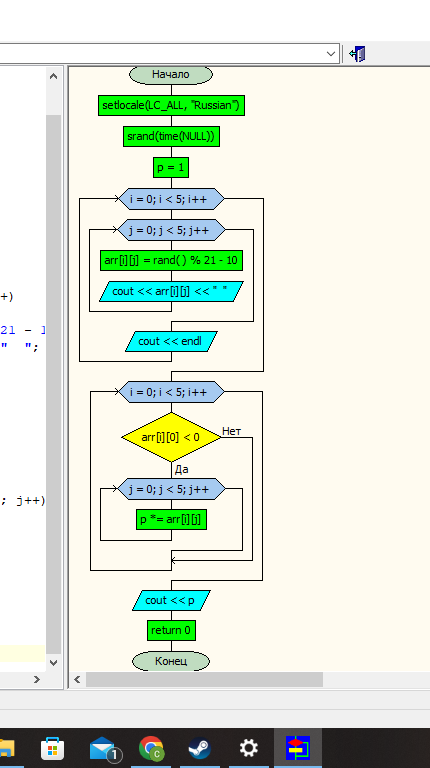 Начало
setlocale(LC_ALL, "Russian")
srand(time(NULL))
p = 1
i = 0; i < 5; i++
j = 0; j < 5; j++
arr[i][j] = rand( ) % 21 - 10
+)
cout << arr[i][j] << " "
21 - 1
cout << endl
" ";
i = 0; i < 5; i++
arr[i][0] < 0
Нет
Да
j = 0; j < 5; j++
; j++)
p *= arr[i][j]
cout << p
return 0
Конец
1
C